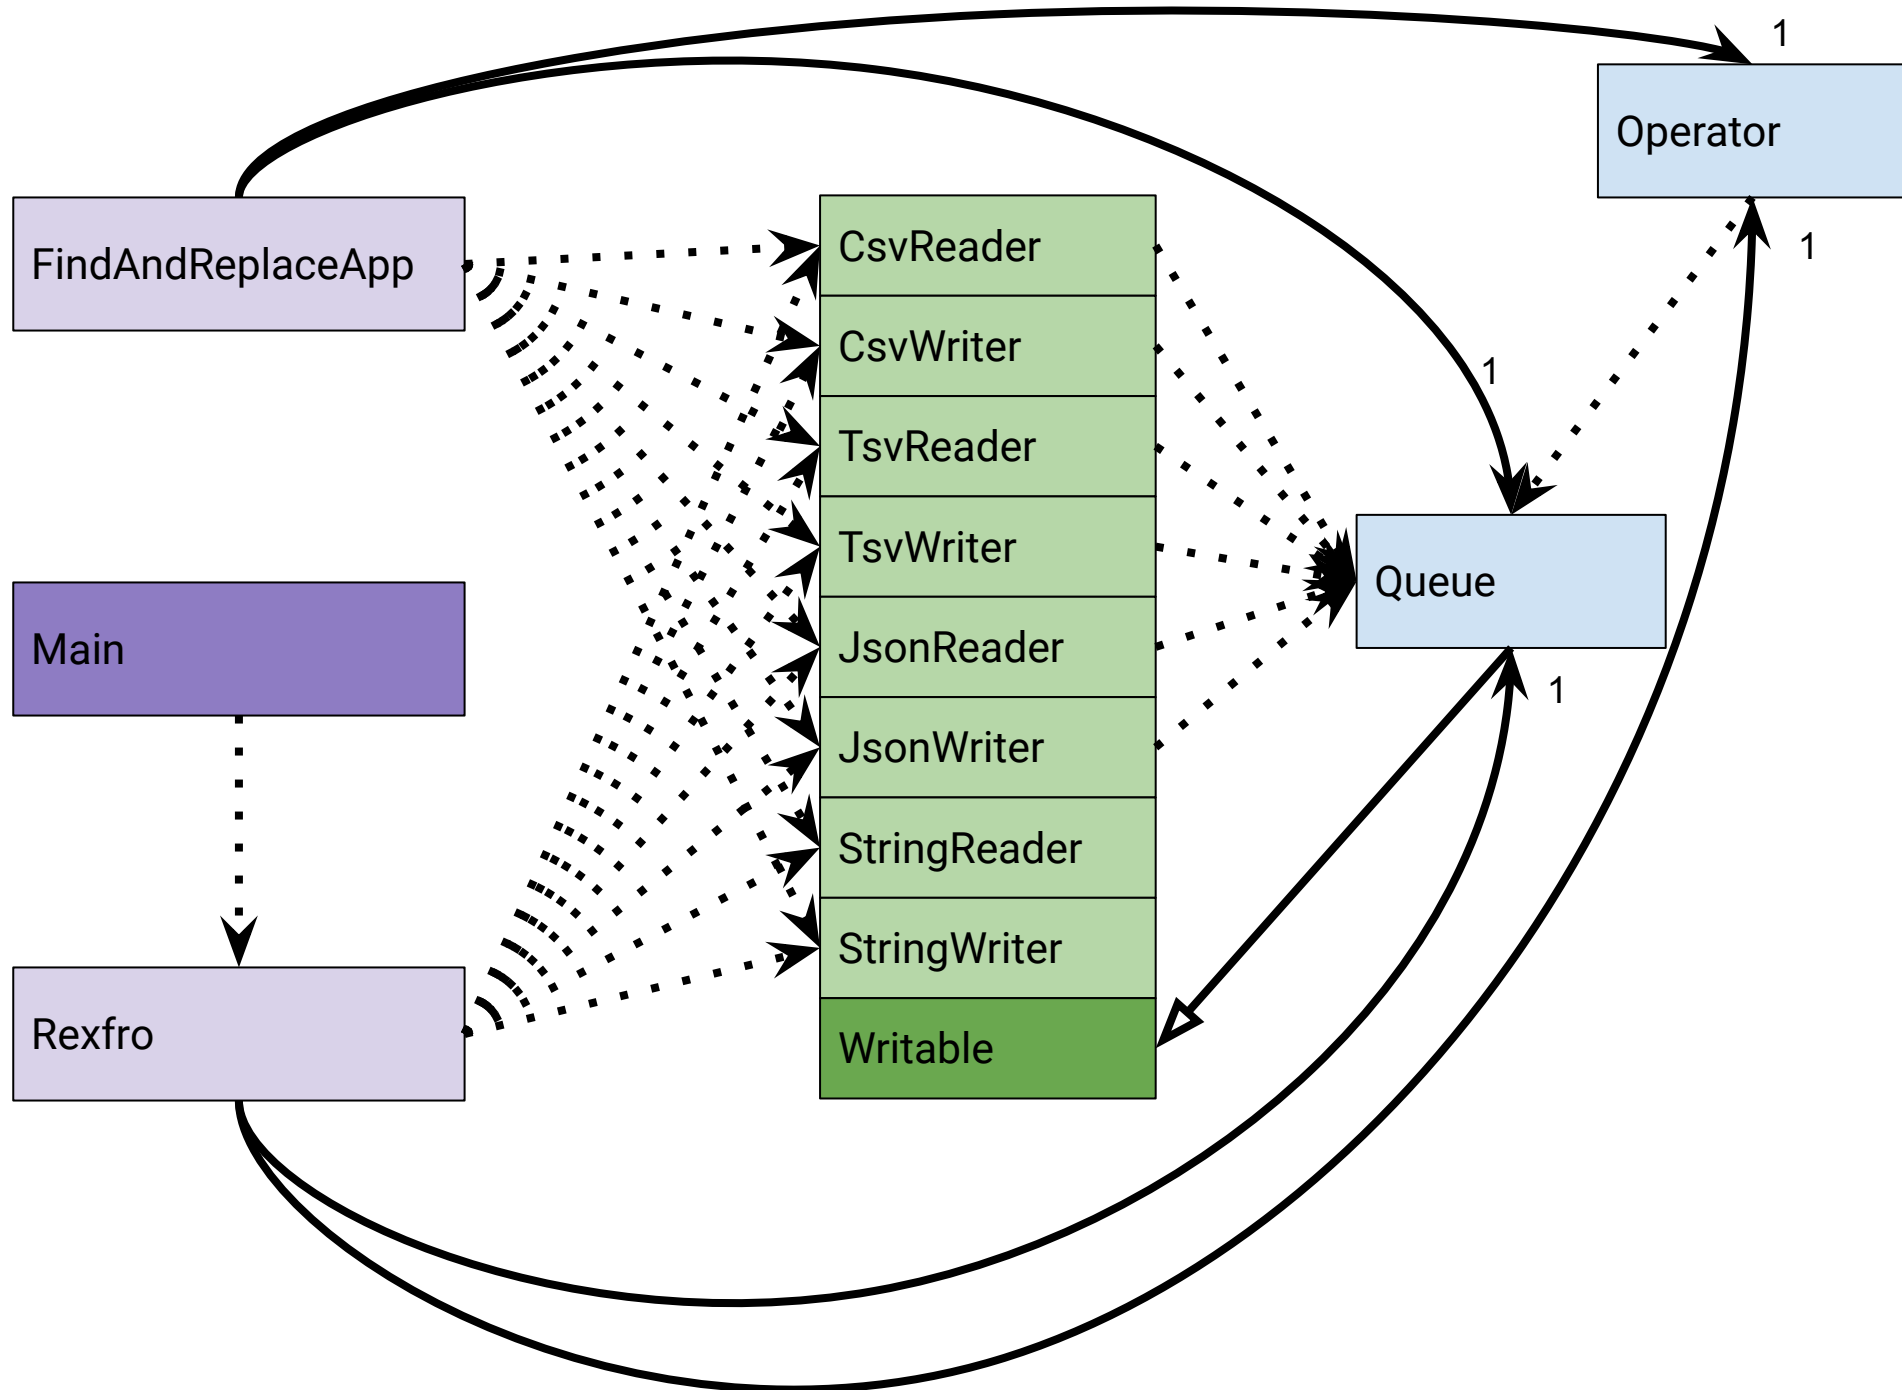 1
Operator
1
FindAndReplaceApp
CsvReader
CsvWriter
1
TsvReader
TsvWriter
Queue
Main
JsonReader
1
JsonWriter
StringReader
StringWriter
Rexfro
Writable